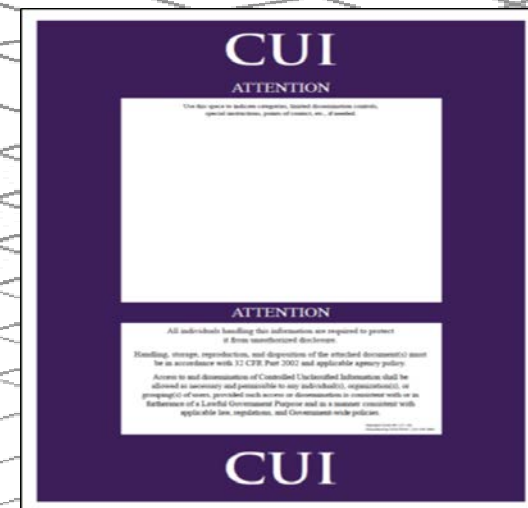 CUI
ATTENTION
Use this space to indicate categories, limited dissemination controls,
special instructions, points of contact, etc., if needed.
ATTENTION
All individuals handling this information are required to protect
it from unauthorized disclosure.
Handling, storage, reproduction, and disposition of the attached document(s) must
be in accordance with 32 CFR Part 2002 and applicable agency policy.
Access to and dissemination of Controlled Unclassified Information shall be
allowed as necessary and permissible to any individual(s), organization(s), or
grouping(s) of users, provided such access or dissemination is consistent with or in
furtherance of a Lawful Government Purpose and in a manner consistent with
applicable law, regulations, and Government-wide policies.
CUI